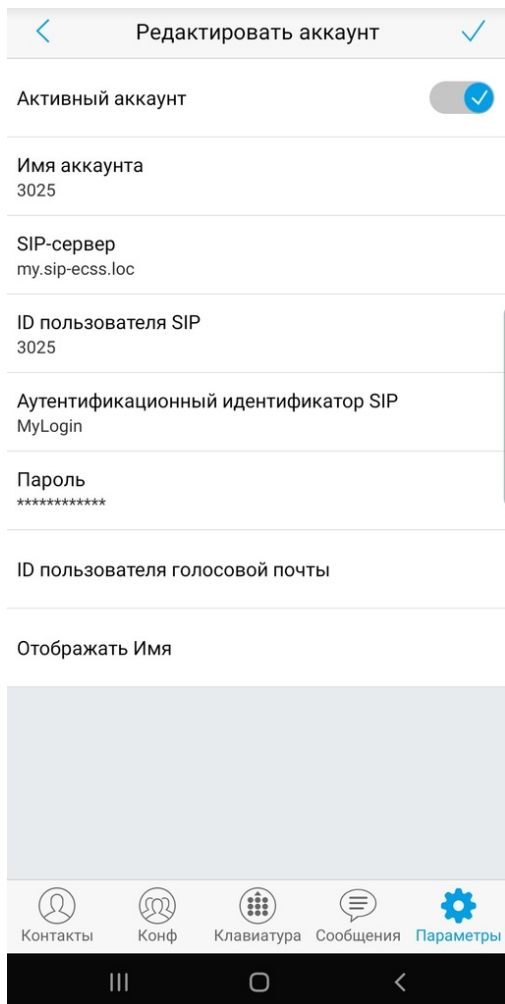 Редактировать аккаунт
Активный аккаунт
Имя аккаунта
3025
SIP-сервер
my.sip-ecss.loc
ID пользователя SIP
3025
Аутентификационный идентификатор SIP
MyLogin
Пароль
************
ID пользователя голосовой почты
Отображать Имя
Контакты Конф Клавиатура Сообщения Параметры